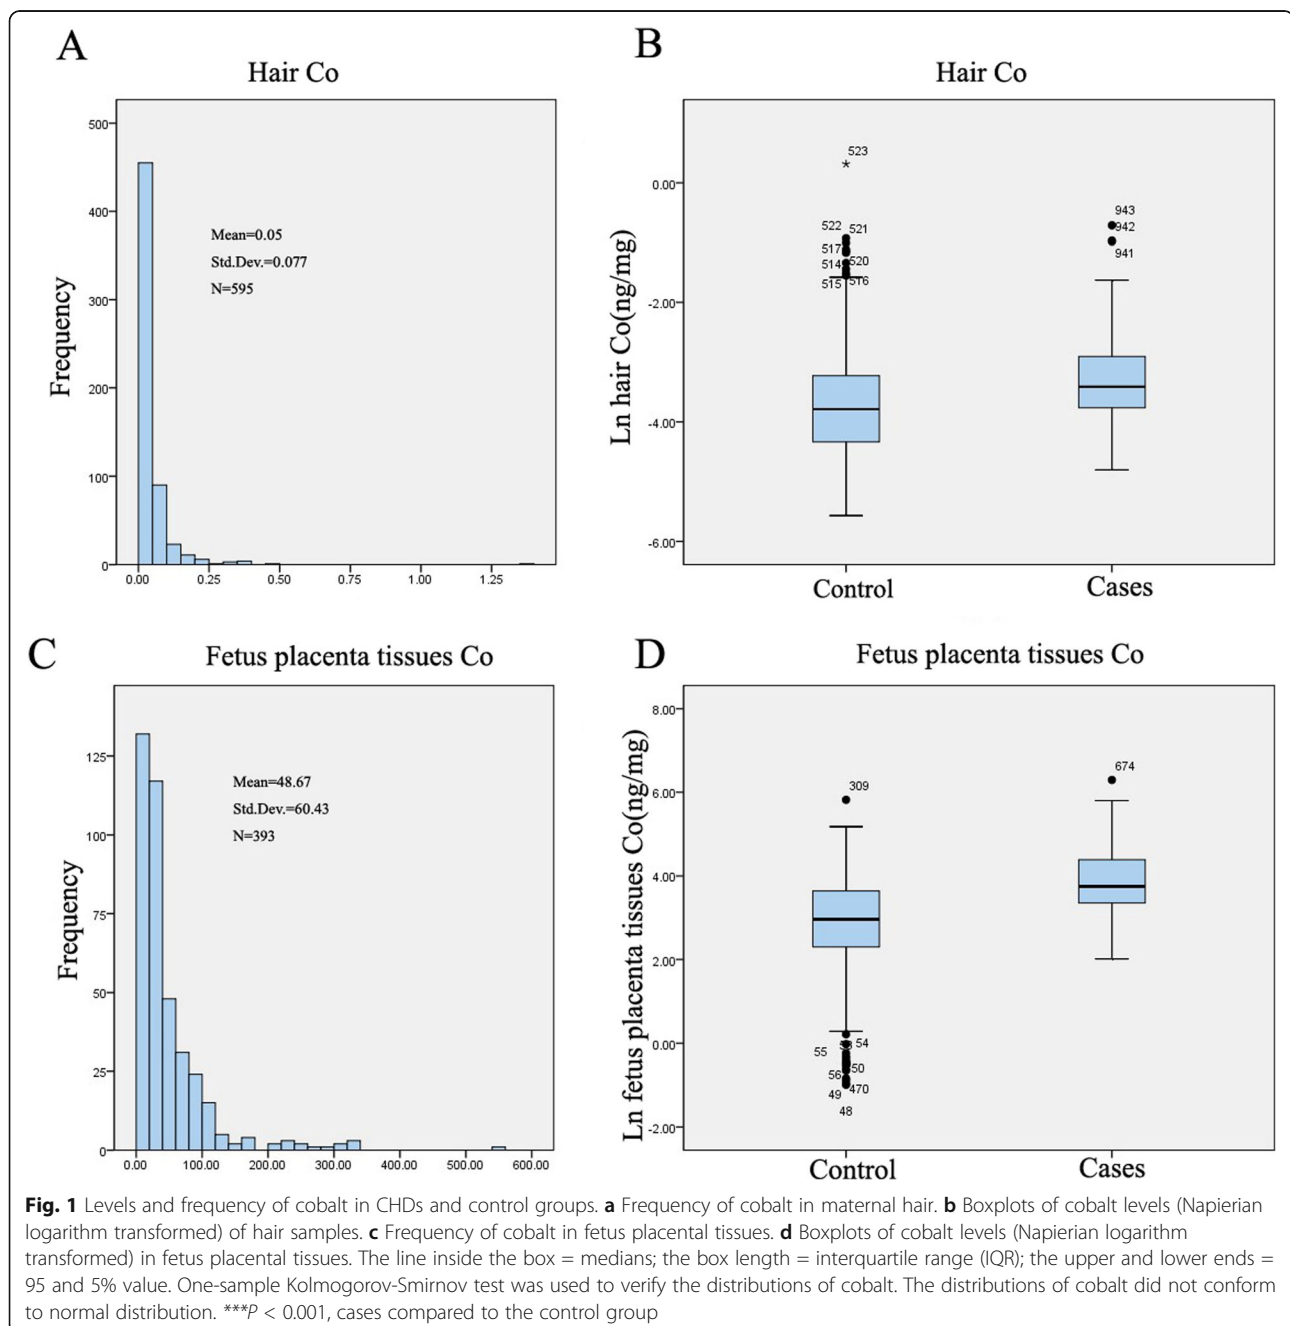 A
Hair Co
500
400
300
200
100
0
Frequency
Mean=0.05
Std.Dev.=0.077
N=595
0.00 0.25 0.50 0.75 1.00 1.25
B
Hair Co
Ln hair Co(ng/mg)
0.00
-2.00
-4.00
-6.00
523
522 521
517
514 520
515 516
943
942
941
Control Cases
C
Fetus placenta tissues Co
Frequency
125
100
75
50
25
0
Mean=48.67
Std.Dev.=60.43
N=393
0.00 100.00 200.00 300.00 400.00 500.00 600.00
D
Fetus placenta tissues Co
Ln fetus placenta tissues Co(ng/mg)
8.00
6.00
4.00
2.00
0.00
-2.00
309
674
55 54
56 50
49 470
48
Control Cases
Fig. 1 Levels and frequency of cobalt in CHDs and control groups. a Frequency of cobalt in maternal hair. b Boxplots of cobalt levels (Napierian
logarithm transformed) of hair samples. c Frequency of cobalt in fetus placental tissues. d Boxplots of cobalt levels (Napierian logarithm
transformed) in fetus placental tissues. The line inside the box = medians; the box length = interquartile range (IQR); the upper and lower ends =
95 and 5% value. One-sample Kolmogorov-Smirnov test was used to verify the distributions of cobalt. The distributions of cobalt did not conform
to normal distribution. ***P < 0.001, cases compared to the control group